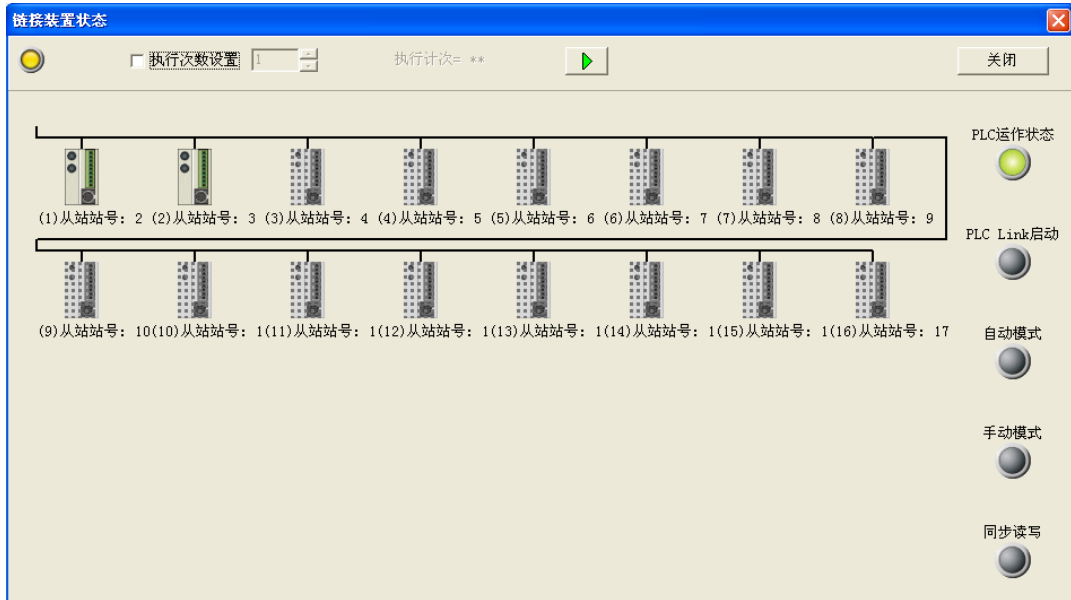 链接装置状态
执行次数设置 1 执行计次= ** 关闭
PLC运作状态
(1)从站站号: 2 (2)从站站号: 3 (3)从站站号: 4 (4)从站站号: 5 (5)从站站号: 6 (6)从站站号: 7 (7)从站站号: 8 (8)从站站号: 9
PLC Link启动
(9)从站站号: 10(10)从站站号: 1(11)从站站号: 1(12)从站站号: 1(13)从站站号: 1(14)从站站号: 1(15)从站站号: 1(16)从站站号: 17
自动模式
手动模式
同步读写